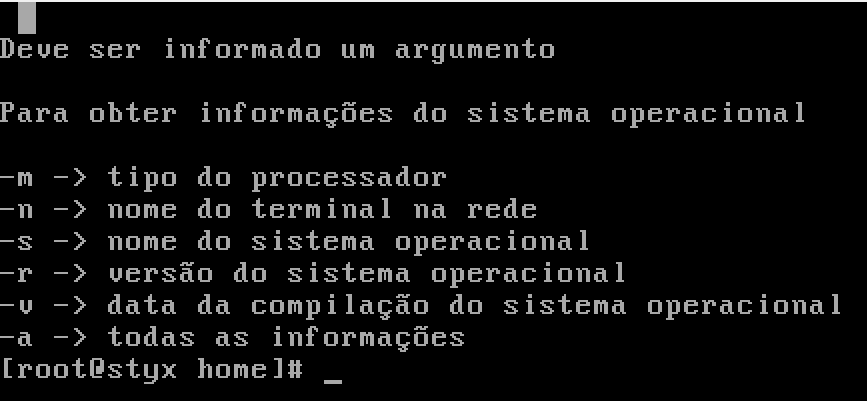 Deve ser informado um argumento
Para obter informações do sistema operacional
-m -> tipo do processador
-n -> nome do terminal na rede
-s -> nome do sistema operacional
-r -> versão do sistema operacional
-v -> data da compilação do sistema operacional
-a -> todas as informações
[root@styx home]# _